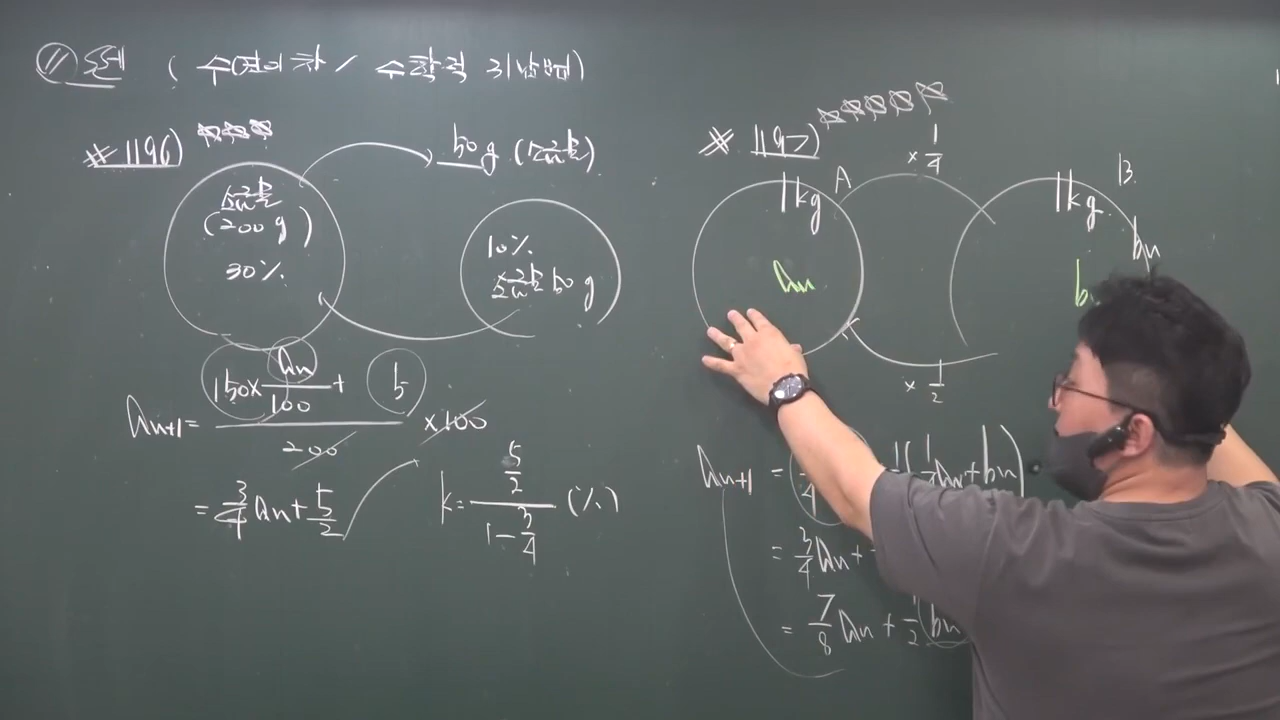 ⑪ 쎈 ( 수열의 합 / 수학적 귀납법)
#1196)
50g (소금물)
소금물
(200g)
30%
10%
소금물 50g
an+1= 150×an/100 + 5 / 200 ×100
= 3/4 an + 5/2
k= 5/2 / 1-3/4 (%)
#1197)
× 1/4
A
1kg
an
B
1kg
bn
× 1/2
an+1 =
= 3/4 an +
= 7/8 an + 1/2 bn